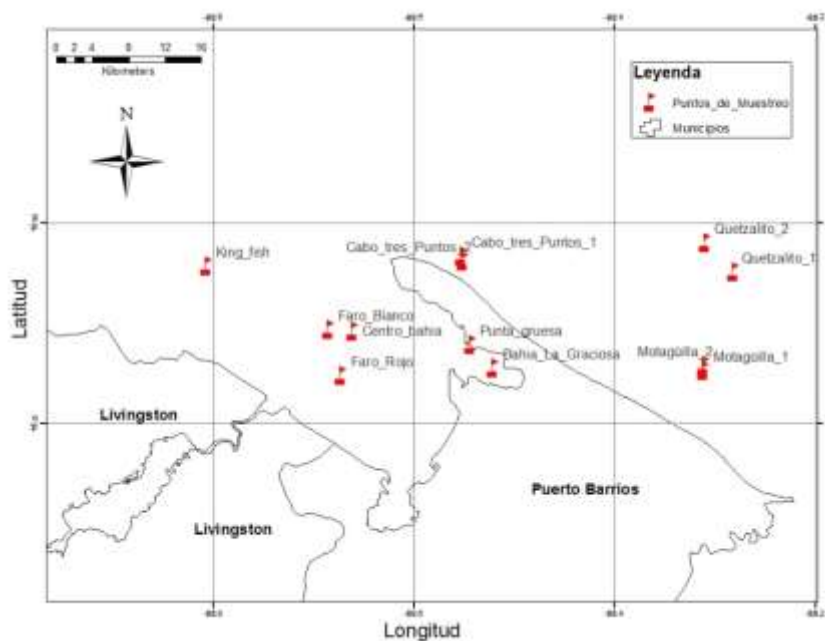 0 2 4 8 12 16
Kilometers
N
Leyenda
Puntos_de_Muestreo
Municipios
Quetzalito_2
Cabo_tres_Puntos_2
Cabo_tres_Puntos_1
King_fish
Quetzalito_1
Faro_Blanco
Centro_bahia
Punta_gruesa
Motagüilla_2
Motagüilla_1
Bahia_La_Graciosa
Faro_Rojo
Latitud
Livingston
Puerto Barrios
Livingston
Longitud